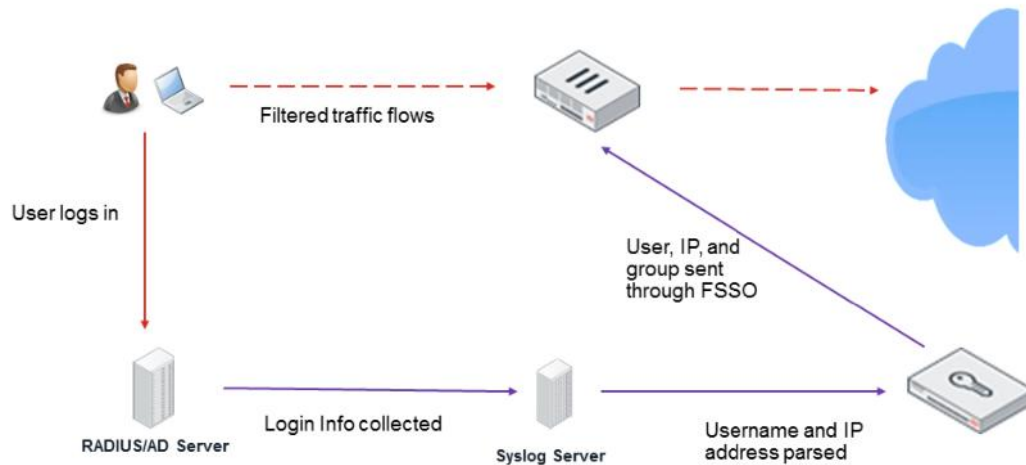 Filtered traffic flows
User logs in
User, IP, and
group sent
through FSSO
Login Info collected
RADIUS/AD Server
Syslog Server
Username and IP
address parsed